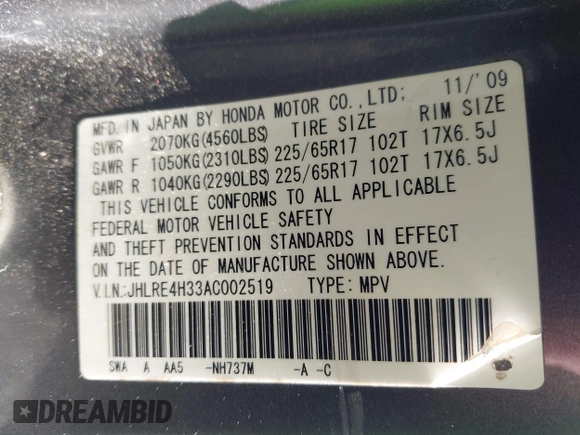 MFD.IN JAPAN BY HONDA MOTOR CO.,LTD; 11/'09
GVWR 2070KG(4560LBS) TIRE SIZE RIM SIZE
GAWR F 1050KG(2310LBS) 225/65R17 102T 17X6.5J
GAWR R 1040KG(2290LBS) 225/65R17 102T 17X6.5J
THIS VEHICLE CONFORMS TO ALL APPLICABLE
FEDERAL MOTOR VEHICLE SAFETY
AND THEFT PREVENTION STANDARDS IN EFFECT
ON THE DATE OF MANUFACTURE SHOWN ABOVE.
V.I.N:JHLRE4H33AC002519 TYPE: MPV
SWA A AA5 -NH737M -A -C
DREAMBID